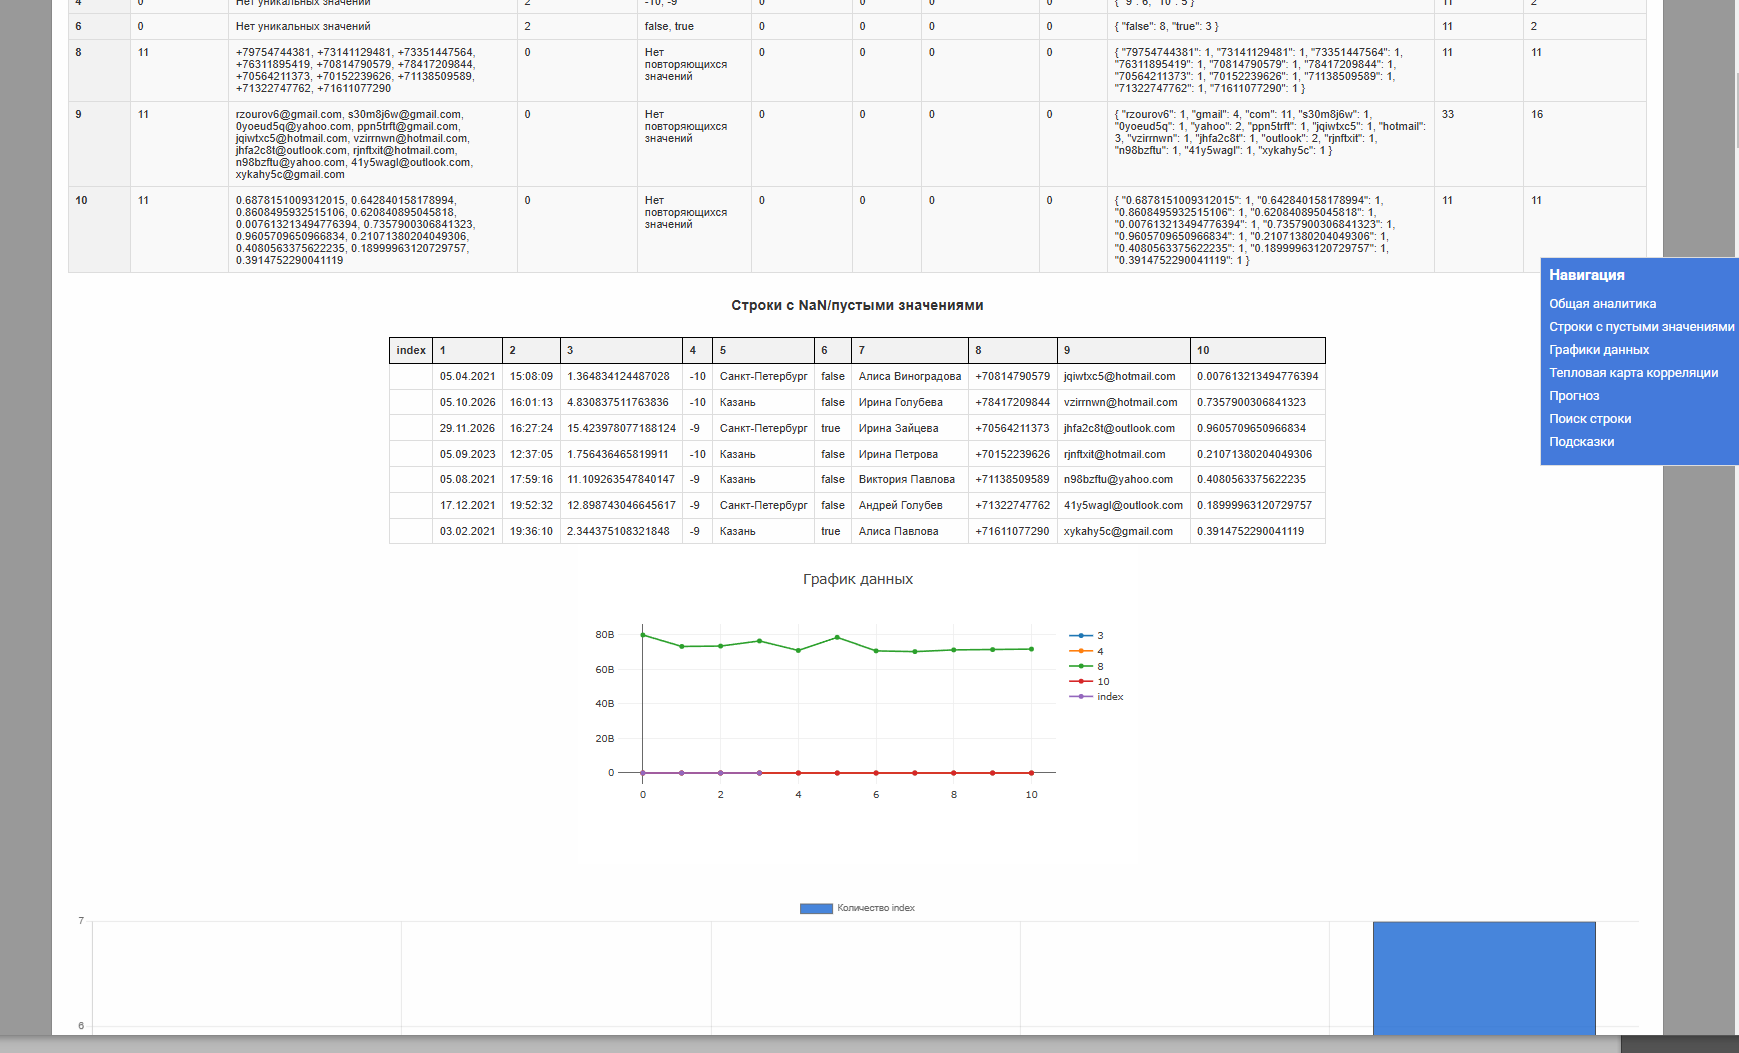 4 0 Нет уникальных значений 2 -10, -9 0 0 0 0 { "9": 6, "10": 5 } 11 2
6 0 Нет уникальных значений 2 false, true 0 0 0 0 { "false": 8, "true": 3 } 11 2
8 11 +79754744381, +73141129481, +73351447564, 0 Нет 0 0 0 0 { "79754744381": 1, "73141129481": 1, "73351447564": 1, 11 11
+76311895419, +70814790579, +78417209844, повторяющихся "76311895419": 1, "70814790579": 1, "78417209844": 1,
+70564211373, +70152239626, +71138509589, значений "70564211373": 1, "70152239626": 1, "71138509589": 1,
+71322747762, +71611077290 "71322747762": 1, "71611077290": 1 }
9 11 rzourov6@gmail.com, s30m8j6w@gmail.com, 0 Нет 0 0 0 0 { "rzourov6": 1, "gmail": 4, "com": 11, "s30m8j6w": 1, 33 16
0yoeud5q@yahoo.com, ppn5trft@gmail.com, повторяющихся "0yoeud5q": 1, "yahoo": 2, "ppn5trft": 1, "jqiwtxc5": 1, "hotmail":
jqiwtxc5@hotmail.com, vzirrnwn@hotmail.com, значений 3, "vzirrnwn": 1, "jhfa2c8t": 1, "outlook": 2, "rjnftxit": 1,
jhfa2c8t@outlook.com, rjnftxit@hotmail.com, "n98bzftu": 1, "41y5wagl": 1, "xykahy5c": 1 }
n98bzftu@yahoo.com, 41y5wagl@outlook.com,
xykahy5c@gmail.com
10 11 0.6878151009312015, 0.642840158178994, 0 Нет 0 0 0 0 { "0.6878151009312015": 1, "0.642840158178994": 1, 11 11
0.8608495932515106, 0.620840895045818, повторяющихся "0.8608495932515106": 1, "0.620840895045818": 1,
0.007613213494776394, 0.7357900306841323, значений "0.007613213494776394": 1, "0.7357900306841323": 1,
0.9605709650966834, 0.21071380204049306, "0.9605709650966834": 1, "0.21071380204049306": 1,
0.4080563375622235, 0.18999963120729757, "0.4080563375622235": 1, "0.18999963120729757": 1,
0.3914752290041119 "0.3914752290041119": 1 }
Навигация
Общая аналитика
Строки с пустыми значениями
Графики данных
Тепловая карта корреляции
Прогноз
Поиск строки
Подсказки
Строки с NaN/пустыми значениями
index 1 2 3 4 5 6 7 8 9 10
05.04.2021 15:08:09 1.364834124487028 -10 Санкт-Петербург false Алиса Виноградова +70814790579 jqiwtxc5@hotmail.com 0.007613213494776394
05.10.2026 16:01:13 4.830837511763836 -10 Казань false Ирина Голубева +78417209844 vzirrnwn@hotmail.com 0.7357900306841323
29.11.2026 16:27:24 15.423978077188124 -9 Санкт-Петербург true Ирина Зайцева +70564211373 jhfa2c8t@outlook.com 0.9605709650966834
05.09.2023 12:37:05 1.756436465819911 -10 Казань false Ирина Петрова +70152239626 rjnftxit@hotmail.com 0.21071380204049306
05.08.2021 17:59:16 11.109263547840147 -9 Казань false Виктория Павлова +71138509589 n98bzftu@yahoo.com 0.4080563375622235
17.12.2021 19:52:32 12.898743046645617 -9 Санкт-Петербург false Андрей Голубев +71322747762 41y5wagl@outlook.com 0.18999963120729757
03.02.2021 19:36:10 2.344375108321848 -9 Казань true Алиса Павлова +71611077290 xykahy5c@gmail.com 0.3914752290041119
График данных
80B
60B
40B
20B
0
0 2 4 6 8 10
3
4
8
10
index
Количество index
7
6